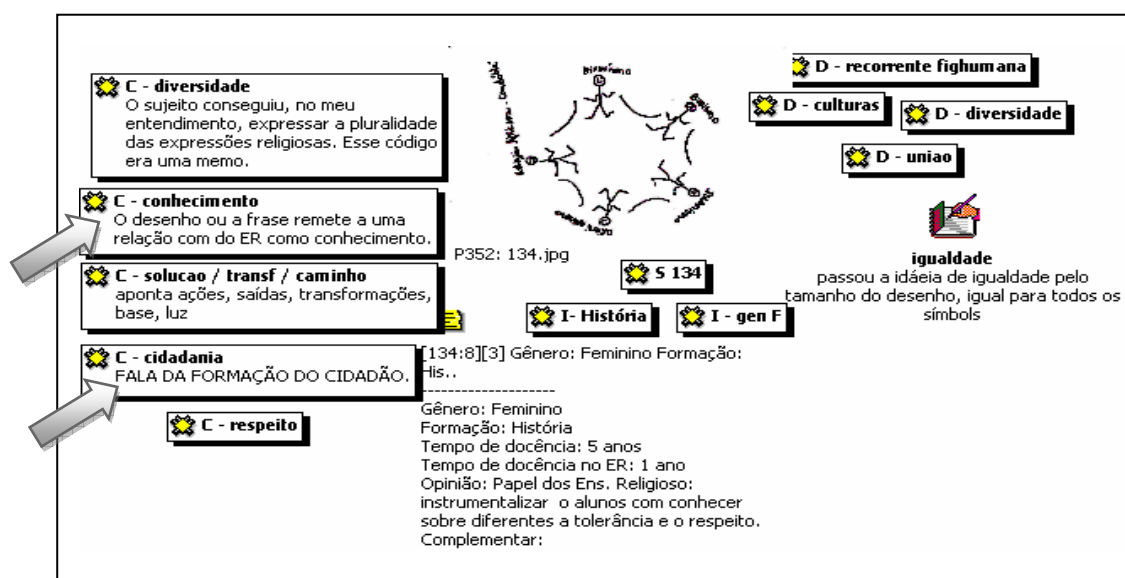 C - diversidade
O sujeito conseguiu, no meu
entendimento, expressar a pluralidade
das expressões religiosas. Esse código
era uma memo.
C - conhecimento
O desenho ou a frase remete a uma
relação com do ER como conhecimento.
C - solucao / transf / caminho
aponta ações, saídas, transformações,
base, luz
C - cidadania
FALA DA FORMAÇÃO DO CIDADÃO.
C - respeito
P352: 134.jpg
S 134
I- História
I - gen F
[134:8][3] Gênero: Feminino Formação:
His..
--------------------
Gênero: Feminino
Formação: História
Tempo de docência: 5 anos
Tempo de docência no ER: 1 ano
Opinião: Papel dos Ens. Religioso:
instrumentalizar o alunos com conhecer
sobre diferentes a tolerância e o respeito.
Complementar:
D - recorrente fighumana
D - culturas
D - diversidade
D - uniao
igualdade
passou a idáeia de igualdade pelo
tamanho do desenho, igual para todos os
símbols